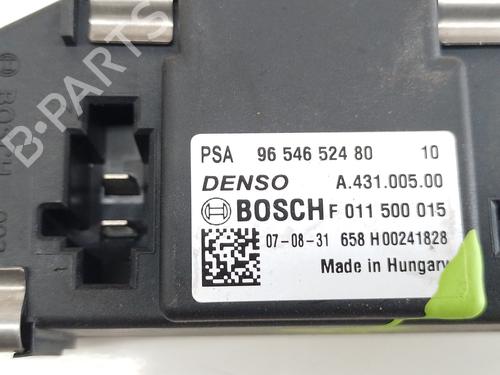 PSA 96 546 524 80 10
DENSO A.431.005.00
BOSCH F 011 500 015
07-08-31 658 H00241828
Made in Hungary
BOSCH
B-PARTS